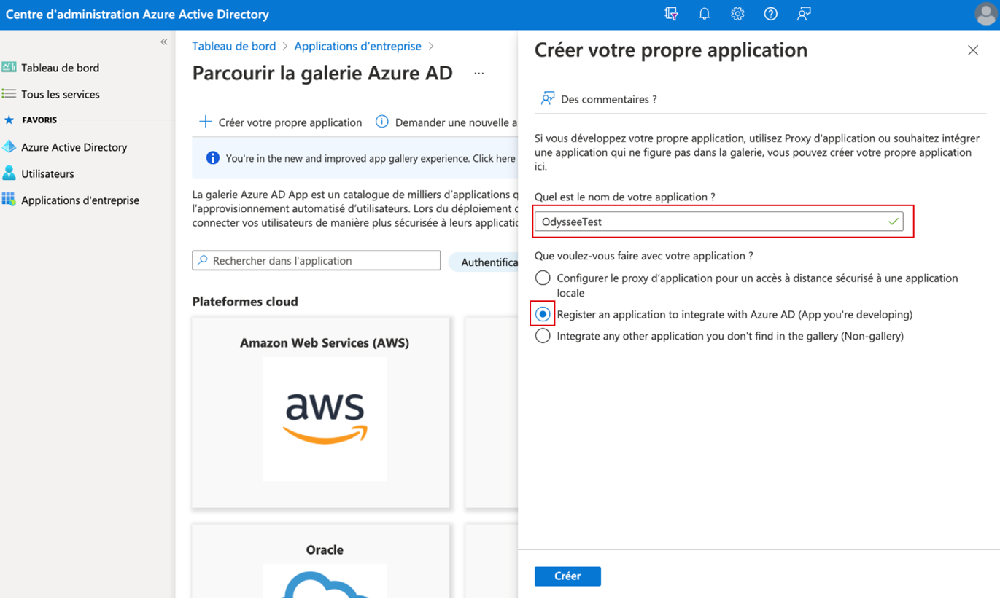 Centre d'administration Azure Active Directory
Tableau de bord
Tous les services
FAVORIS
Azure Active Directory
Utilisateurs
Applications d'entreprise
Tableau de bord > Applications d'entreprise >
Parcourir la galerie Azure AD ...
Créer votre propre application
Demander une nouvelle a
You're in the new and improved app gallery experience. Click here
La galerie Azure AD App est un catalogue de milliers d'applications q
l'approvisionnement automatisé d'utilisateurs. Lors du déploiement
connecter vos utilisateurs de manière plus sécurisée à leurs applicatio
Rechercher dans l'application
Authentifica
Plateformes cloud
Amazon Web Services (AWS)
aws
Oracle
Créer votre propre application
Des commentaires ?
Si vous développez votre propre application, utilisez Proxy d'application ou souhaitez intégrer
une application qui ne figure pas dans la galerie, vous pouvez créer votre propre application
ici.
Quel est le nom de votre application ?
OdysseeTest
Que voulez-vous faire avec votre application ?
Configurer le proxy d'application pour un accès à distance sécurisé à une application
locale
Register an application to integrate with Azure AD (App you're developing)
Integrate any other application you don't find in the gallery (Non-gallery)
Créer